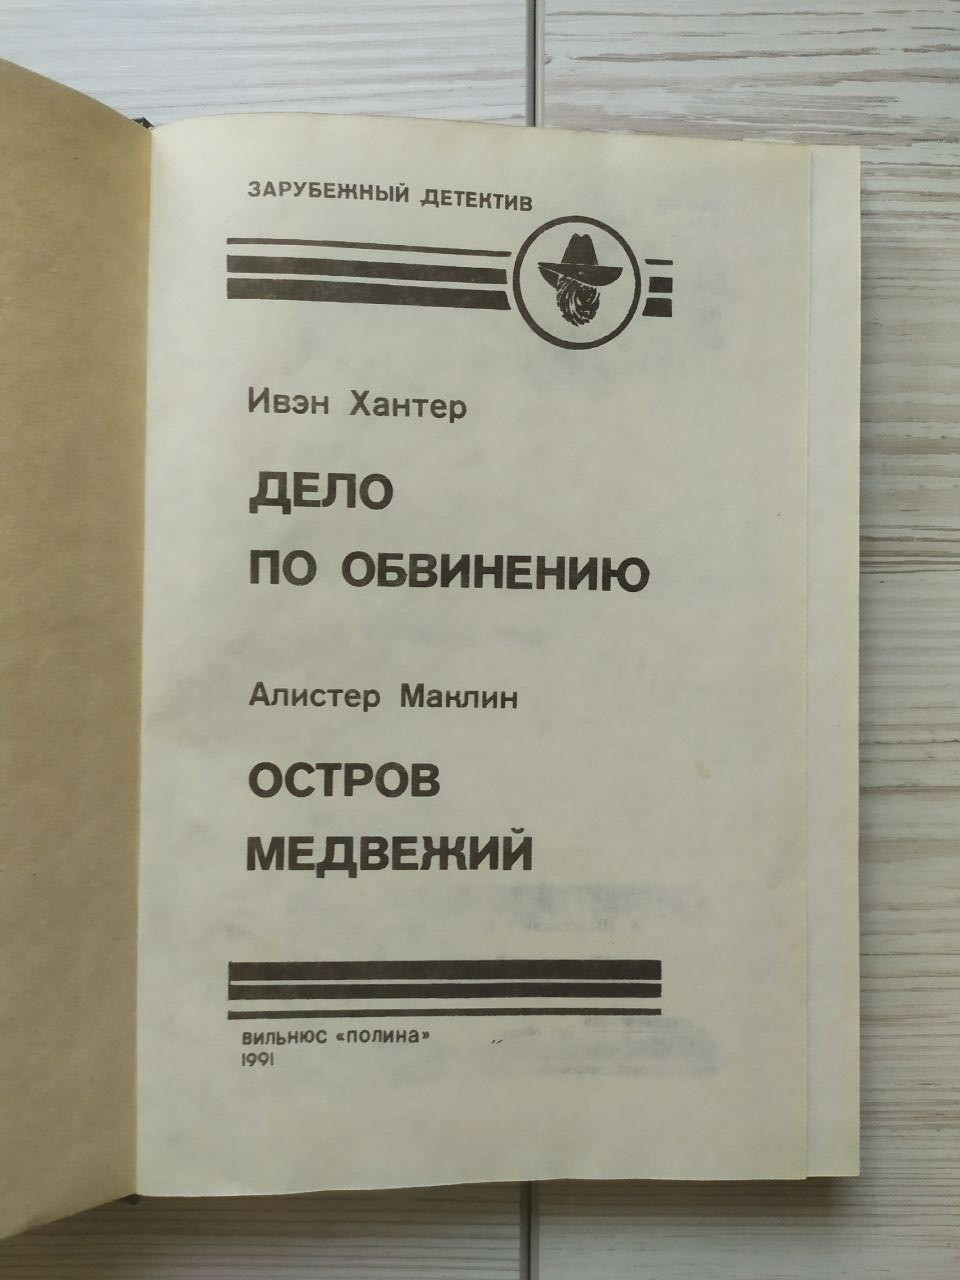 ЗАРУБЕЖНЫЙ ДЕТЕКТИВ
Ивэн Хантер
ДЕЛО
ПО ОБВИНЕНИЮ
Алистер Маклин
ОСТРОВ
МЕДВЕЖИЙ
ВИЛЬНЮС «ПОЛИНА»
1991